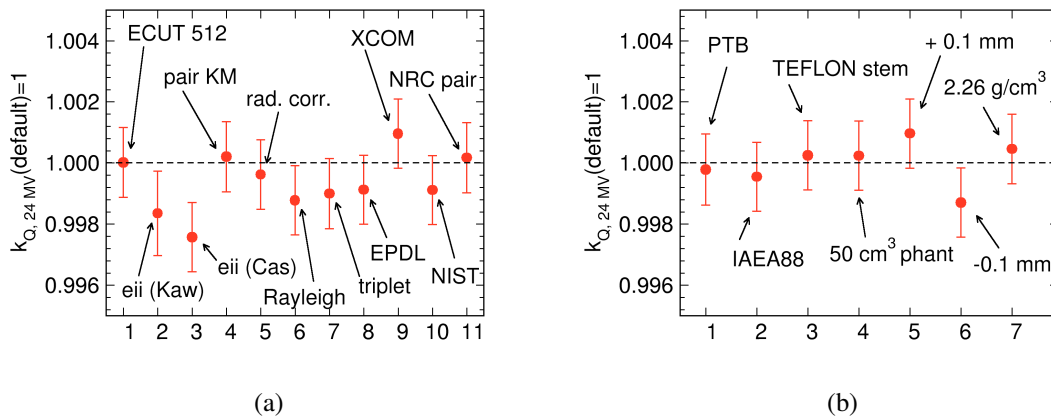 1.004
1.002
1.000
0.998
0.996
k_{Q, 24 MV}(default)=1
ECUT 512
eii (Kaw)
eii (Cas)
pair KM
rad. corr.
Rayleigh
triplet
EPDL
XCOM
NIST
NRC pair
1 2 3 4 5 6 7 8 9 10 11
(a)
1.004
1.002
1.000
0.998
0.996
k_{Q, 24 MV}(default)=1
PTB
IAEA88
TEFLON stem
50 cm³ phant
+ 0.1 mm
-0.1 mm
2.26 g/cm³
1 2 3 4 5 6 7
(b)